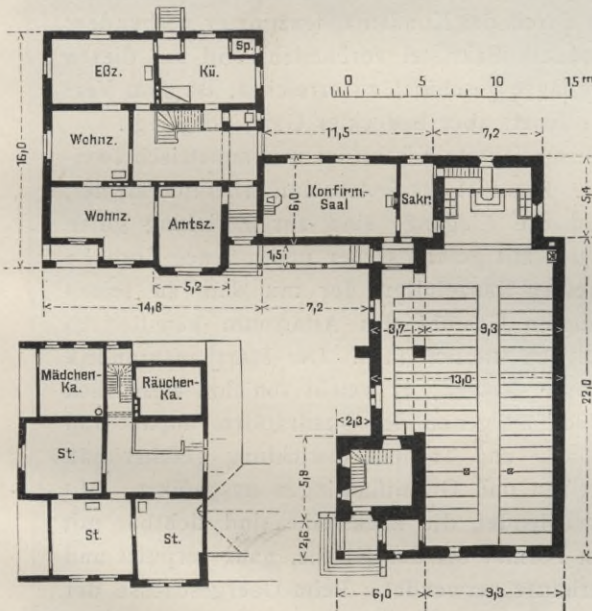 Eßz.
Kü.
Sp.
0 5 10 15 m
11,5
7,2
16,0
Wohnz.
Wohnz.
Amtsz.
Konfirm.-
Saal
Sakr.
6,0
5,4
1,5
5,2
14,8
7,2
3,7
9,3
13,0
22,0
Mädchen-
Ka.
Räucher-
Ka.
St.
St.
St.
2,3
5,9
2,6
6,0
9,3